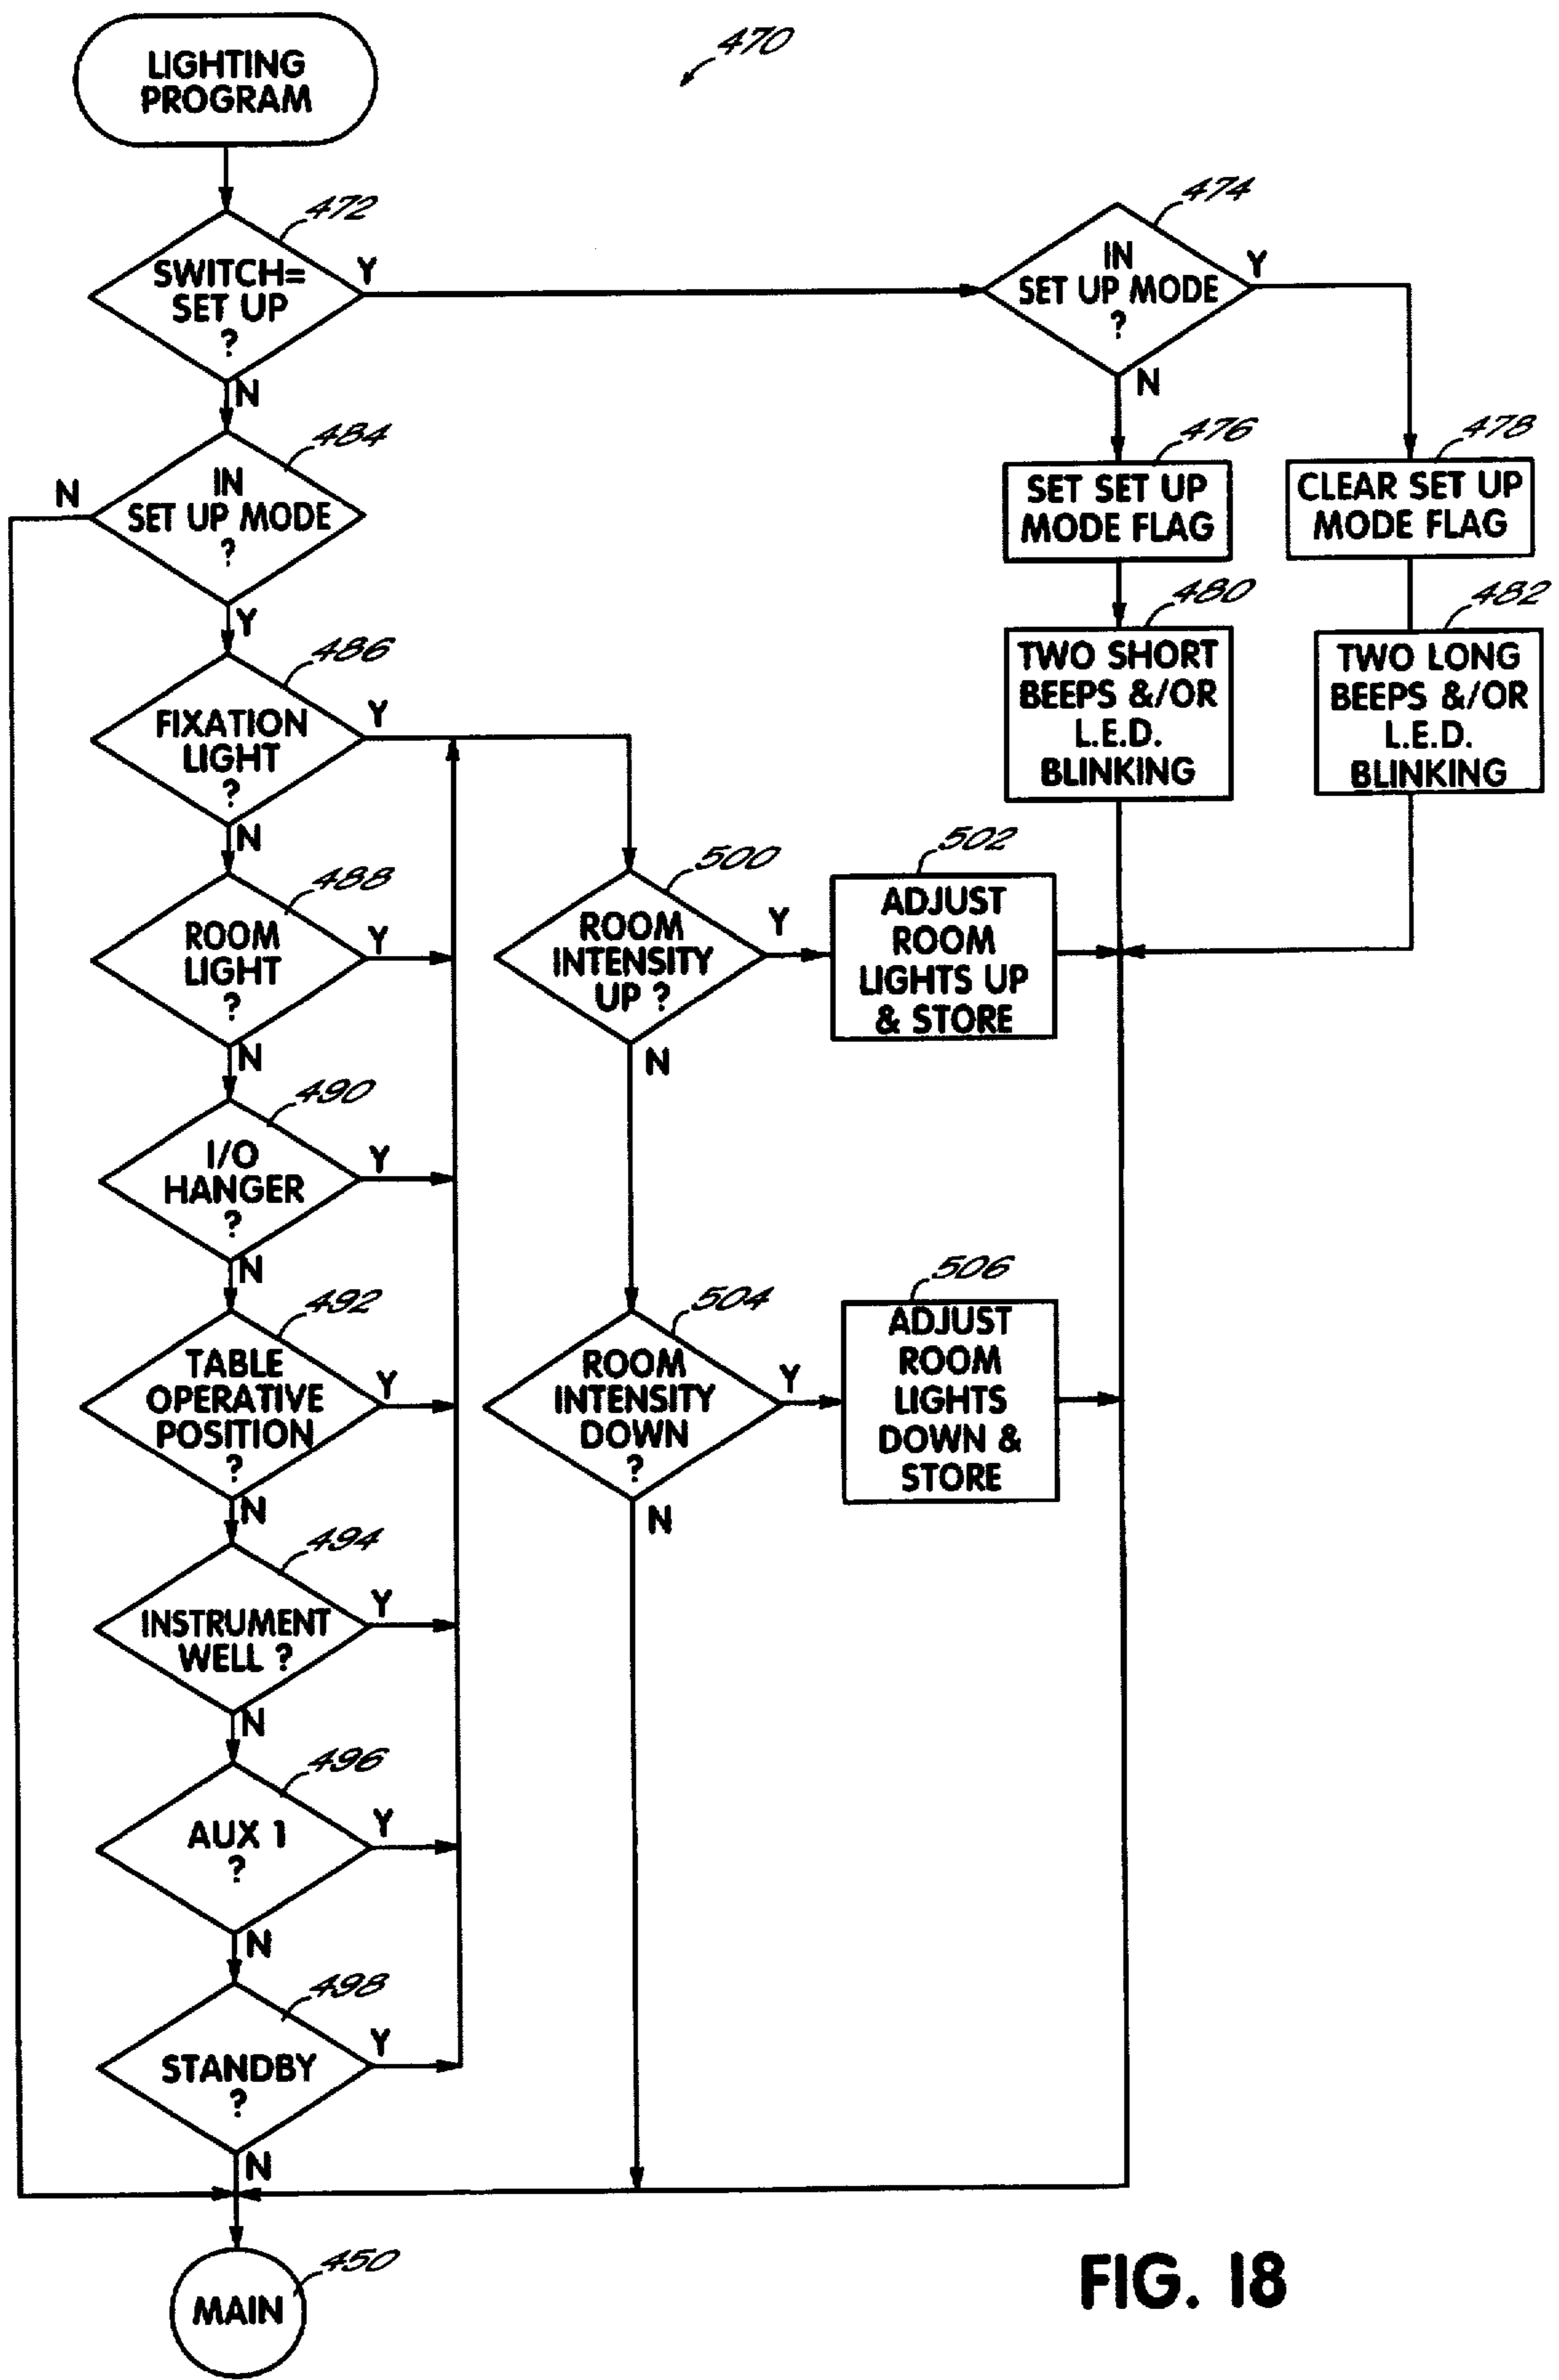 LIGHTING
PROGRAM
470
472
SWITCH=
SET UP
?
Y
N
474
IN
SET UP MODE
?
Y
N
476
SET SET UP
MODE FLAG
478
CLEAR SET UP
MODE FLAG
480
TWO SHORT
BEEPS &/OR
L.E.D.
BLINKING
482
TWO LONG
BEEPS &/OR
L.E.D.
BLINKING
484
IN
SET UP MODE
?
N
Y
486
FIXATION
LIGHT
?
Y
N
488
ROOM
LIGHT
?
Y
N
490
I/O
HANGER
?
Y
N
492
TABLE
OPERATIVE
POSITION
?
Y
N
494
INSTRUMENT
WELL ?
Y
N
496
AUX 1
?
Y
N
498
STANDBY
?
Y
N
500
ROOM
INTENSITY
UP ?
Y
N
502
ADJUST
ROOM
LIGHTS UP
& STORE
504
ROOM
INTENSITY
DOWN
?
Y
N
506
ADJUST
ROOM
LIGHTS
DOWN &
STORE
450
MAIN
FIG. 18